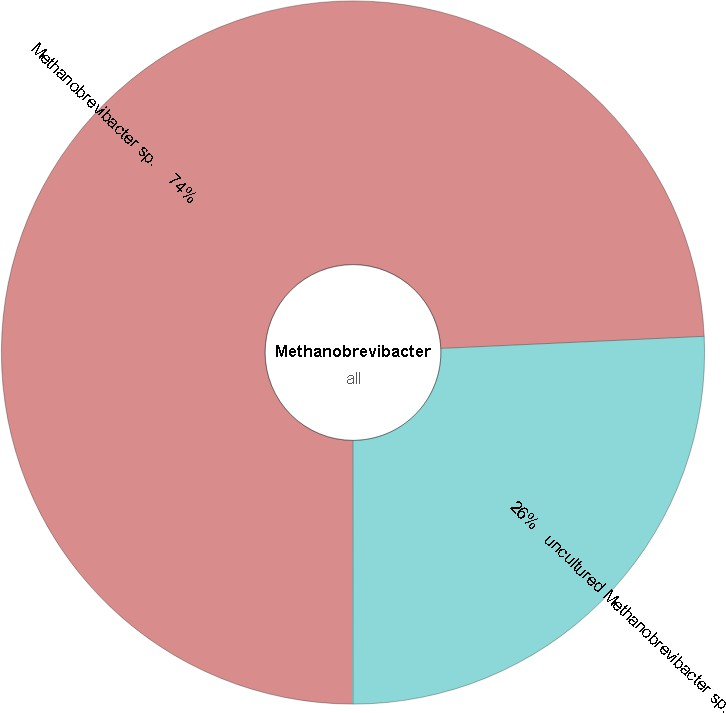 Methanobrevibacter sp. 74%
Methanobrevibacter
all
26% uncultured Methanobrevibacter sp.